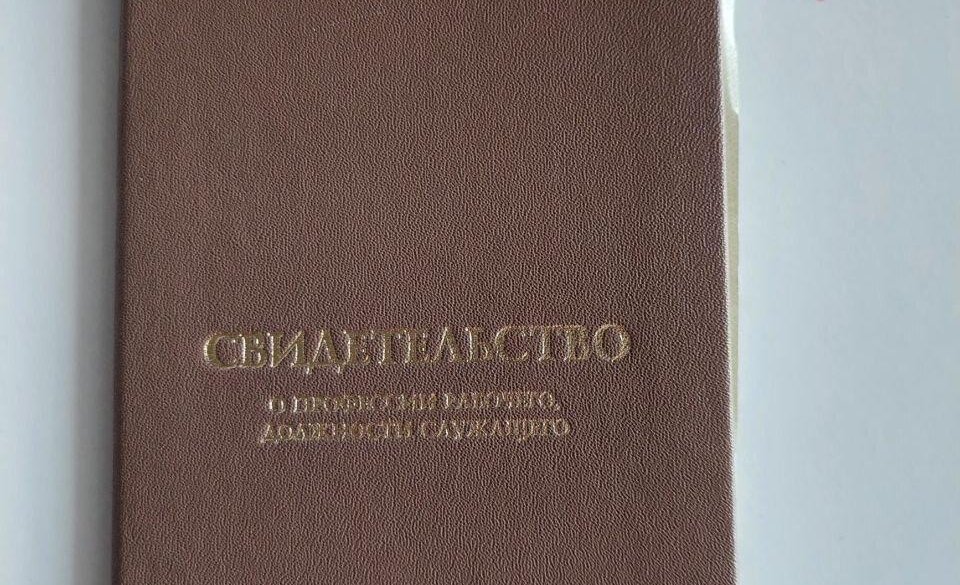 СВИДЕТЕЛЬСТВО
О ПРОФЕССИИ РАБОЧЕГО,
ДОЛЖНОСТИ СЛУЖАЩЕГО